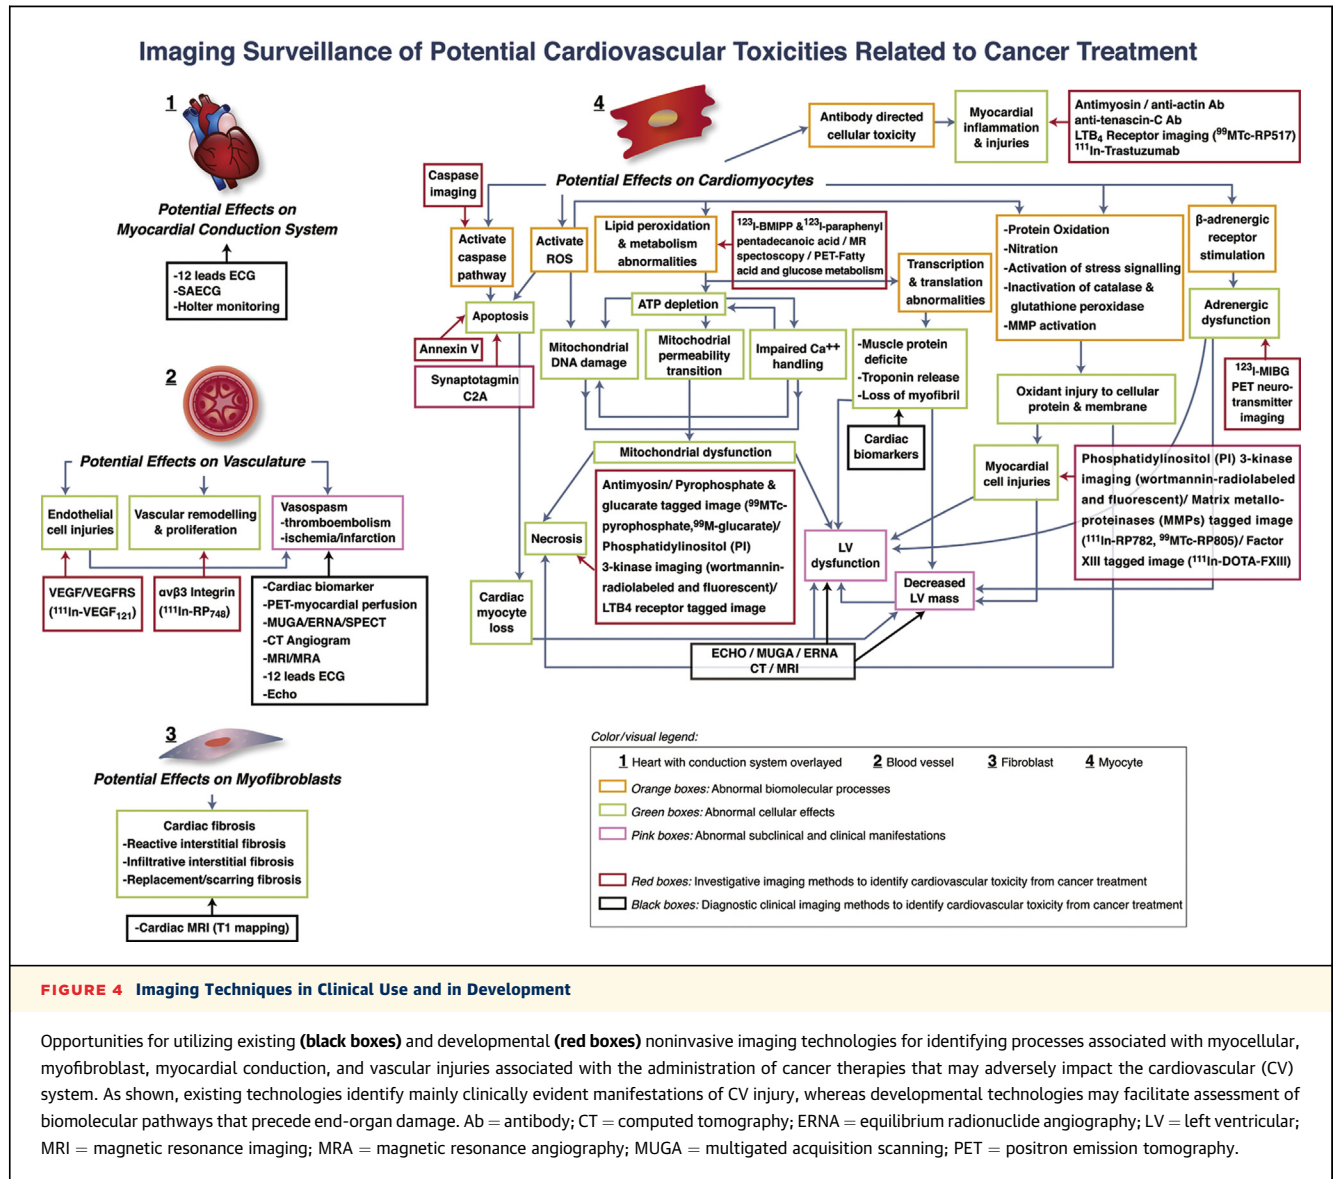 Imaging Surveillance of Potential Cardiovascular Toxicities Related to Cancer Treatment
1
Potential Effects on
Myocardial Conduction System
-12 leads ECG
-SAECG
-Holter monitoring
2
Potential Effects on Vasculature
Endothelial
cell injuries
Vascular remodelling
& proliferation
Vasospasm
-thromboembolism
-ischemia/infarction
VEGF/VEGFRS
(111In-VEGF121)
αvβ3 Integrin
(111In-RP748)
-Cardiac biomarker
-PET-myocardial perfusion
-MUGA/ERNA/SPECT
-CT Angiogram
-MRI/MRA
-12 leads ECG
-Echo
3
Potential Effects on Myofibroblasts
Cardiac fibrosis
-Reactive interstitial fibrosis
-Infiltrative interstitial fibrosis
-Replacement/scarring fibrosis
-Cardiac MRI (T1 mapping)
4
Antibody directed
cellular toxicity
Myocardial
inflammation
& injuries
Antimyosin / anti-actin Ab
anti-tenascin-C Ab
LTB4 Receptor imaging (99MTc-RP517)
111In-Trastuzumab
Potential Effects on Cardiomyocytes
Caspase
imaging
Activate
caspase
pathway
Activate
ROS
Lipid peroxidation
& metabolism
abnormalities
123I-BMIPP & 123I-paraphenyl
pentadecanoic acid / MR
spectoscopy / PET-Fatty
acid and glucose metabolism
Transcription
& translation
abnormalities
-Protein Oxidation
-Nitration
-Activation of stress signalling
-Inactivation of catalase &
glutathione peroxidase
-MMP activation
β-adrenergic
receptor
stimulation
Adrenergic
dysfunction
123I-MIBG
PET neuro-
transmitter
imaging
Apoptosis
Annexin V
Synaptotagmin
C2A
ATP depletion
Mitochondrial
DNA damage
Mitochodrial
permeability
transition
Impaired Ca++
handling
-Muscle protein
deficite
-Troponin release
-Loss of myofibril
Cardiac
biomarkers
Oxidant injury to cellular
protein & membrane
Mitochondrial dysfunction
Myocardial
cell injuries
Phosphatidylinositol (PI) 3-kinase
imaging (wortmannin-radiolabeled
and fluorescent)/ Matrix metallo-
proteinases (MMPs) tagged image
(111In-RP782, 99MTc-RP805)/ Factor
XIII tagged image (111In-DOTA-FXIII)
Necrosis
Antimyosin/ Pyrophosphate &
glucarate tagged image (99MTc-
pyrophosphate,99M-glucarate)/
Phosphatidylinositol (PI)
3-kinase imaging (wortmannin-
radiolabeled and fluorescent)/
LTB4 receptor tagged image
LV
dysfunction
Decreased
LV mass
Cardiac
myocyte
loss
ECHO / MUGA / ERNA
CT / MRI
Color/visual legend:
1 Heart with conduction system overlayed 2 Blood vessel 3 Fibroblast 4 Myocyte
Orange boxes: Abnormal biomolecular processes
Green boxes: Abnormal cellular effects
Pink boxes: Abnormal subclinical and clinical manifestations
Red boxes: Investigative imaging methods to identify cardiovascular toxicity from cancer treatment
Black boxes: Diagnostic clinical imaging methods to identify cardiovascular toxicity from cancer treatment
FIGURE 4 Imaging Techniques in Clinical Use and in Development
Opportunities for utilizing existing (black boxes) and developmental (red boxes) noninvasive imaging technologies for identifying processes associated with myocellular,
myofibroblast, myocardial conduction, and vascular injuries associated with the administration of cancer therapies that may adversely impact the cardiovascular (CV)
system. As shown, existing technologies identify mainly clinically evident manifestations of CV injury, whereas developmental technologies may facilitate assessment of
biomolecular pathways that precede end-organ damage. Ab = antibody; CT = computed tomography; ERNA = equilibrium radionuclide angiography; LV = left ventricular;
MRI = magnetic resonance imaging; MRA = magnetic resonance angiography; MUGA = multigated acquisition scanning; PET = positron emission tomography.